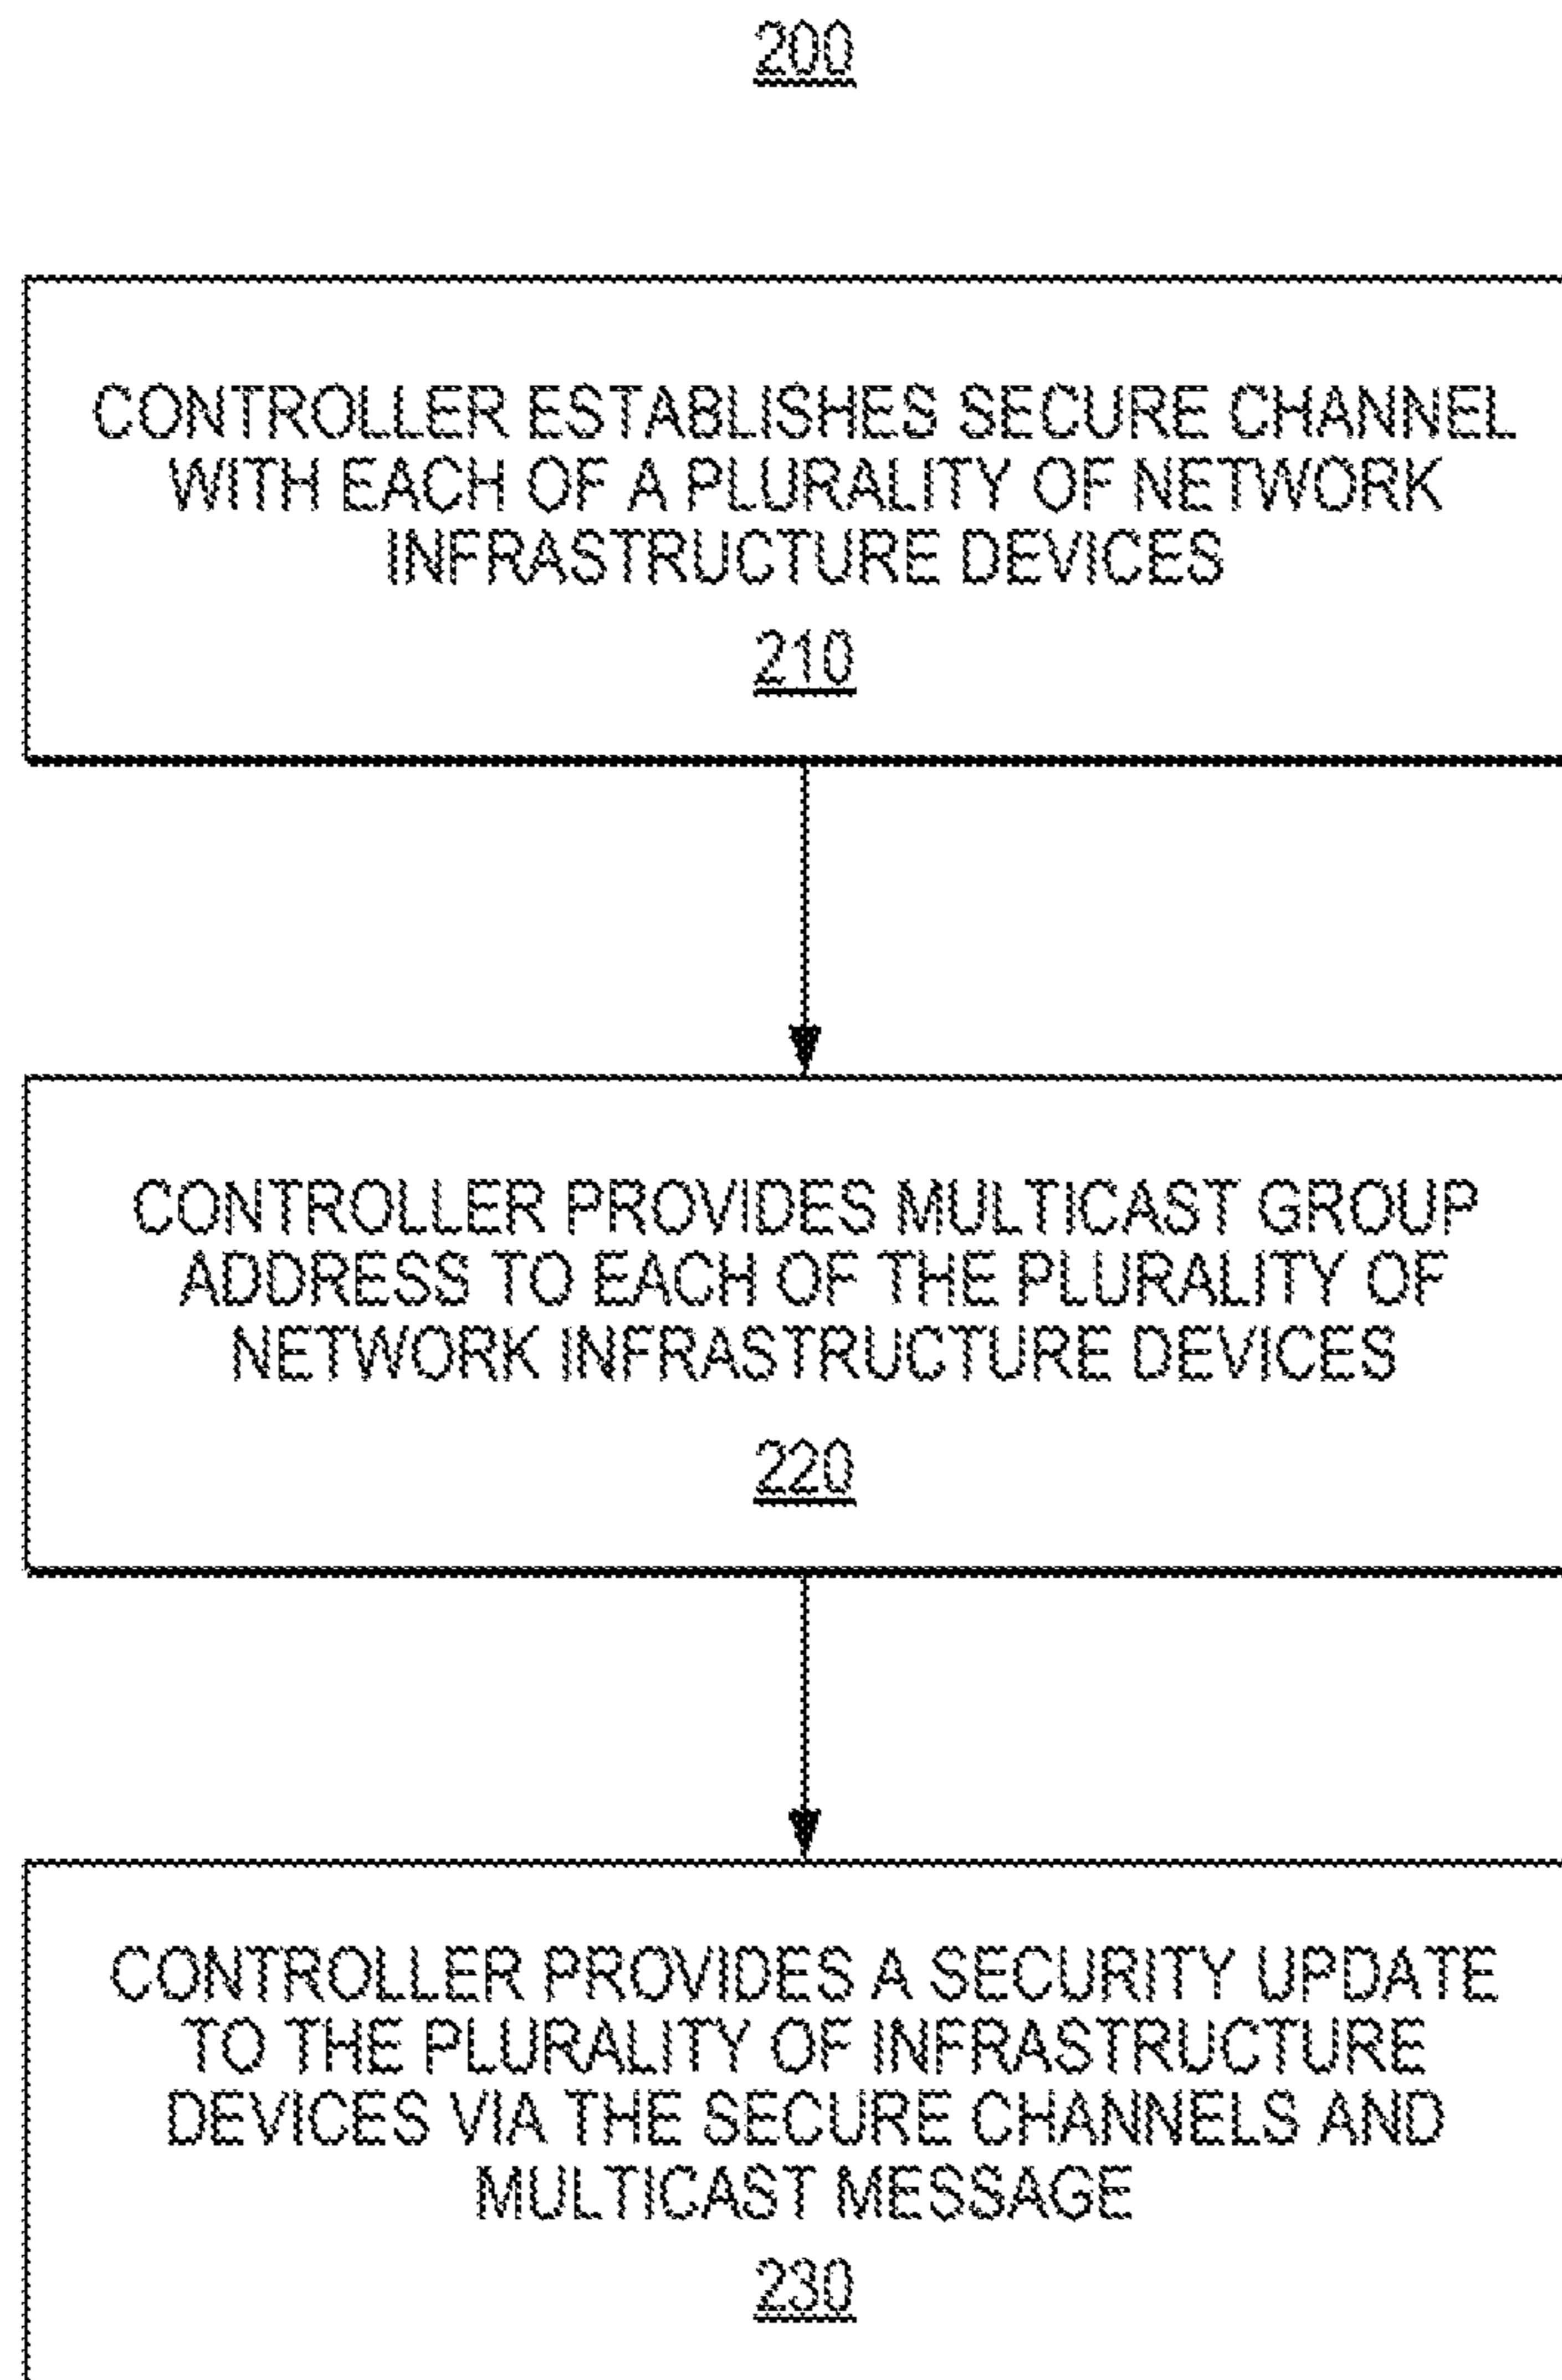 200
CONTROLLER ESTABLISHES SECURE CHANNEL
WITH EACH OF A PLURALITY OF NETWORK
INFRASTRUCTURE DEVICES
210
CONTROLLER PROVIDES MULTICAST GROUP
ADDRESS TO EACH OF THE PLURALITY OF
NETWORK INFRASTRUCTURE DEVICES
220
CONTROLLER PROVIDES A SECURITY UPDATE
TO THE PLURALITY OF INFRASTRUCTURE
DEVICES VIA THE SECURE CHANNELS AND
MULTICAST MESSAGE
230